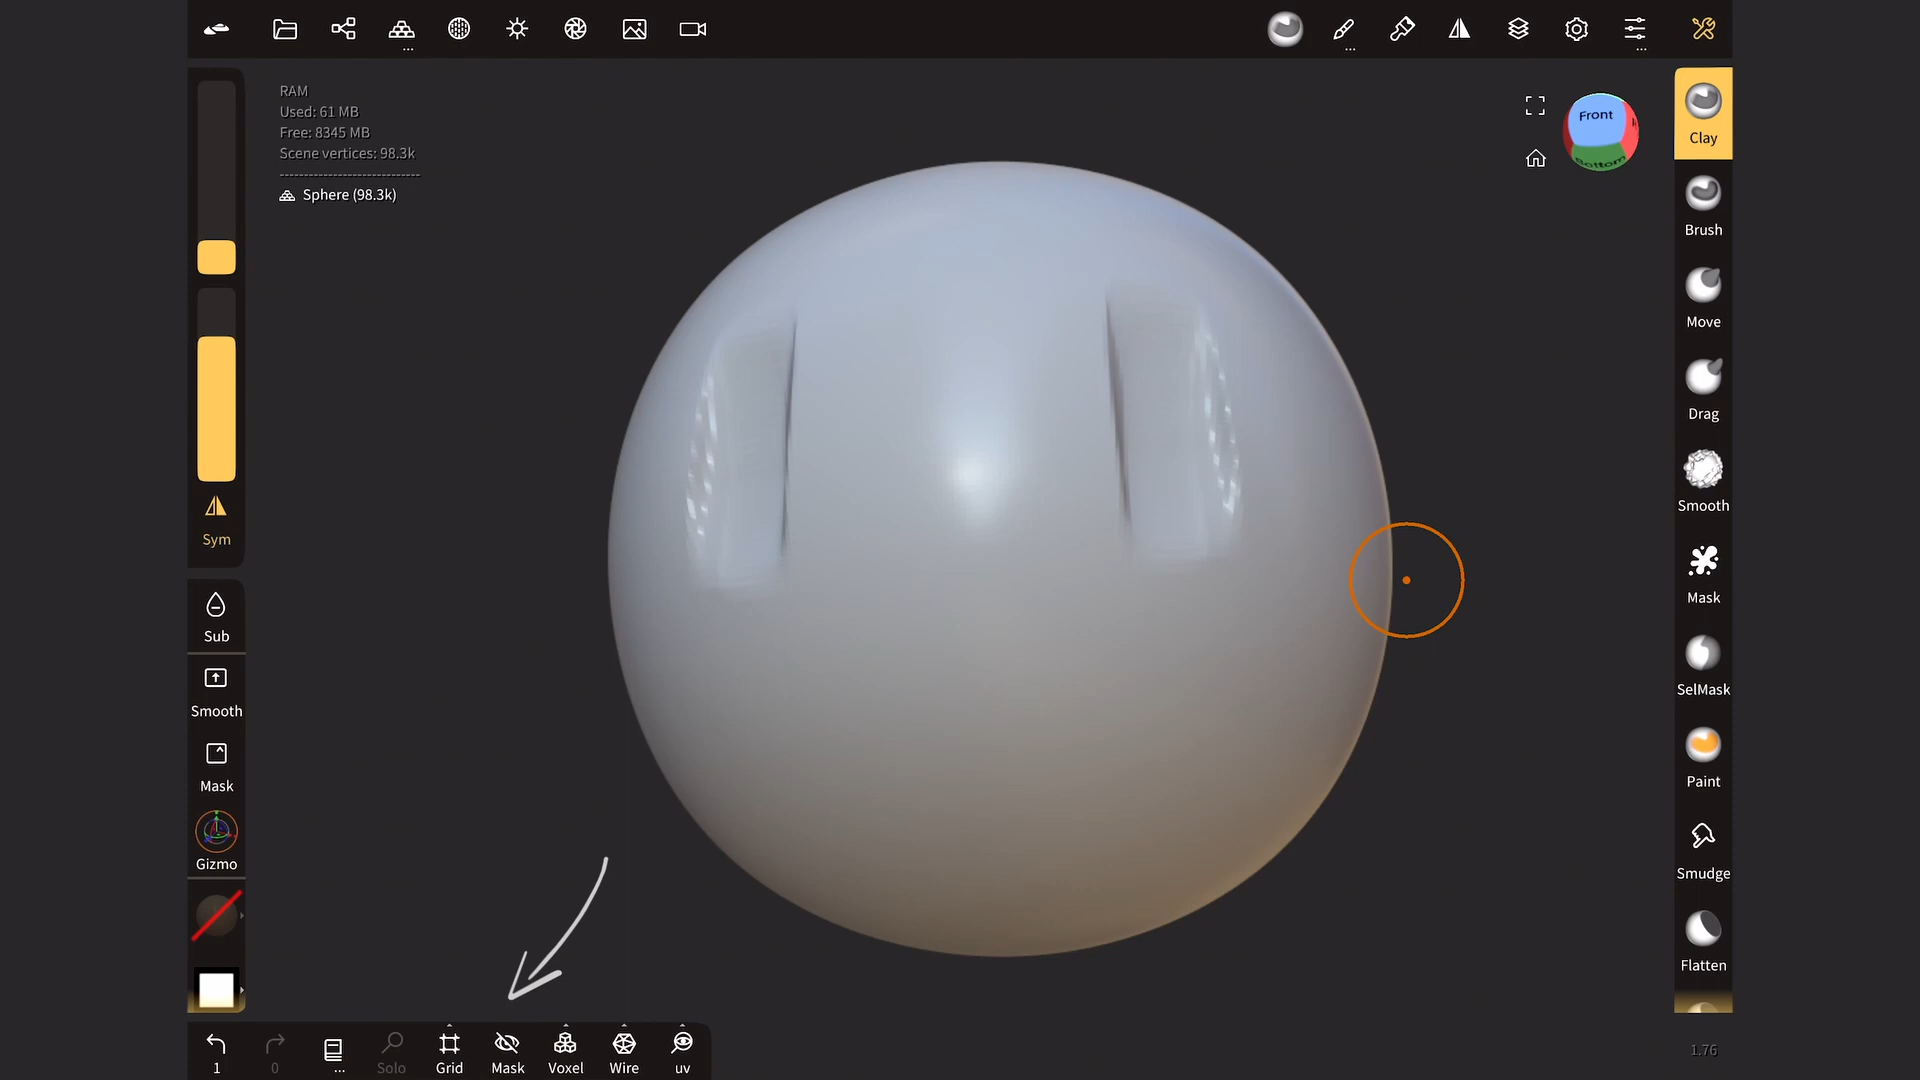 RAM
Used: 61 MB
Free: 8345 MB
Scene vertices: 98.3k
Sphere (98.3k)
Front
Bottom
Clay
Brush
Move
Drag
Smooth
Mask
SelMask
Paint
Smudge
Flatten
Sym
Sub
Smooth
Mask
Gizmo
1
0
...
Solo
Grid
Mask
Voxel
Wire
uv
1.76